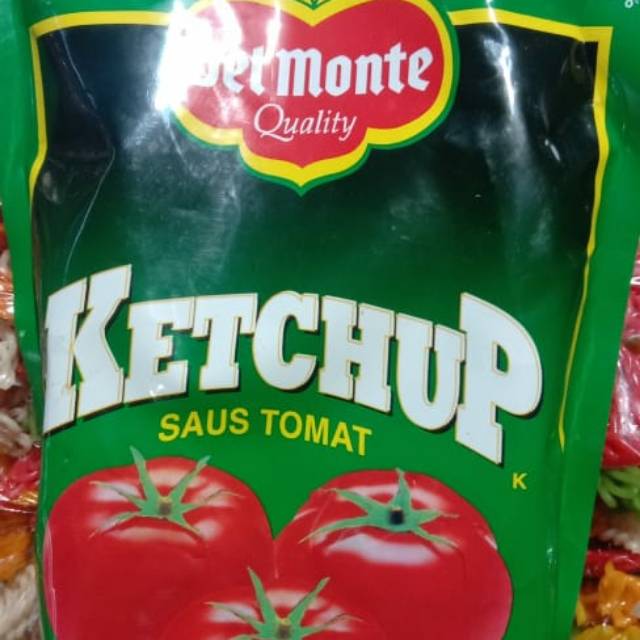 Del Monte
Quality
KETCHUP
SAUS TOMAT
K